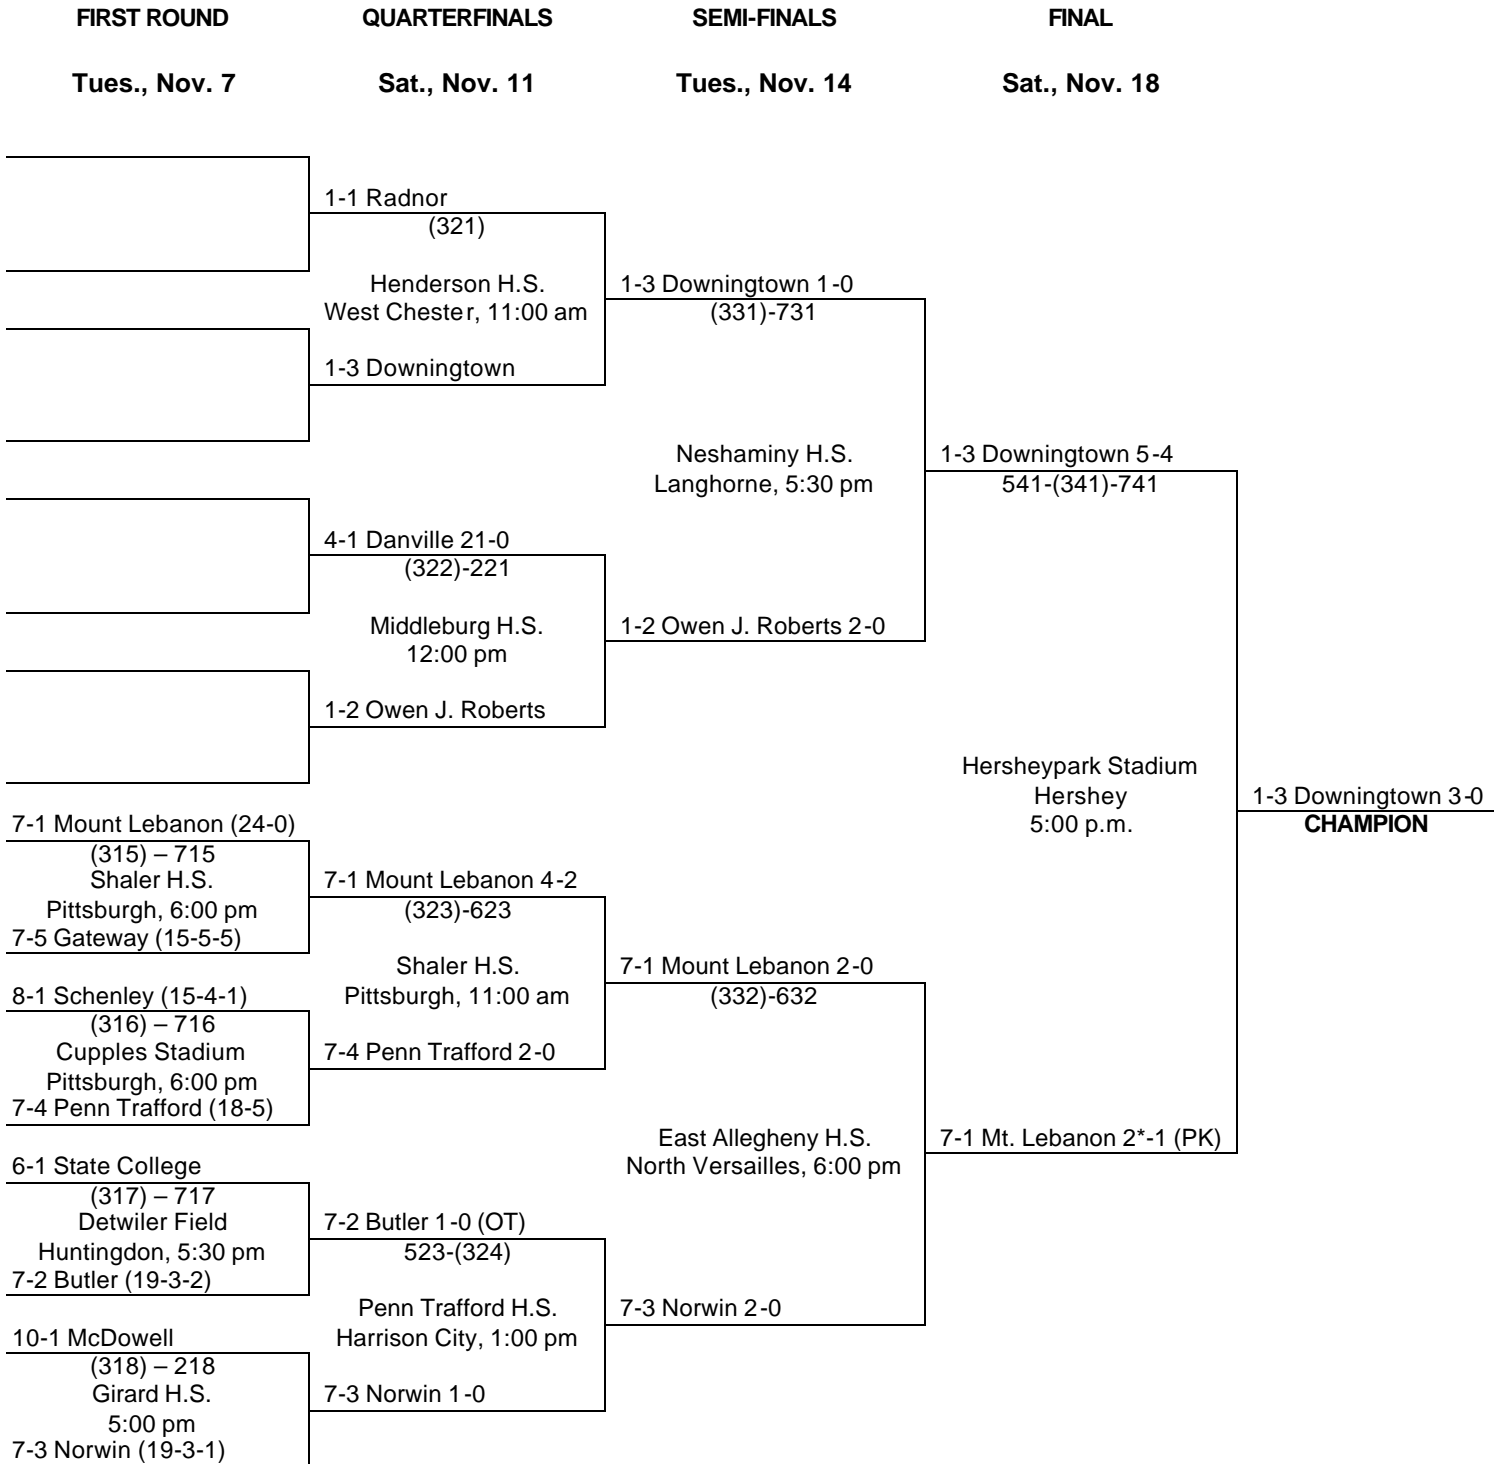 FIRST ROUND
QUARTERFINALS
SEMI-FINALS
FINAL
Tues., Nov. 7
Sat., Nov. 11
Tues., Nov. 14
Sat., Nov. 18
1-1 Radnor
(321)
Henderson H.S.
West Chester, 11:00 am
1-3 Downingtown
1-3 Downingtown 1-0
(331)-731
Neshaminy H.S.
Langhorne, 5:30 pm
1-3 Downingtown 5-4
541-(341)-741
4-1 Danville 21-0
(322)-221
Middleburg H.S.
12:00 pm
1-2 Owen J. Roberts
1-2 Owen J. Roberts 2-0
Hersheypark Stadium
Hershey
5:00 p.m.
1-3 Downingtown 3-0
CHAMPION
7-1 Mount Lebanon (24-0)
(315) – 715
Shaler H.S.
Pittsburgh, 6:00 pm
7-5 Gateway (15-5-5)
7-1 Mount Lebanon 4-2
(323)-623
Shaler H.S.
Pittsburgh, 11:00 am
7-1 Mount Lebanon 2-0
(332)-632
8-1 Schenley (15-4-1)
(316) – 716
Cupples Stadium
Pittsburgh, 6:00 pm
7-4 Penn Trafford (18-5)
7-4 Penn Trafford 2-0
East Allegheny H.S.
North Versailles, 6:00 pm
7-1 Mt. Lebanon 2*-1 (PK)
6-1 State College
(317) – 717
Detwiler Field
Huntingdon, 5:30 pm
7-2 Butler (19-3-2)
7-2 Butler 1-0 (OT)
523-(324)
Penn Trafford H.S.
Harrison City, 1:00 pm
7-3 Norwin 2-0
10-1 McDowell
(318) – 218
Girard H.S.
5:00 pm
7-3 Norwin (19-3-1)
7-3 Norwin 1-0